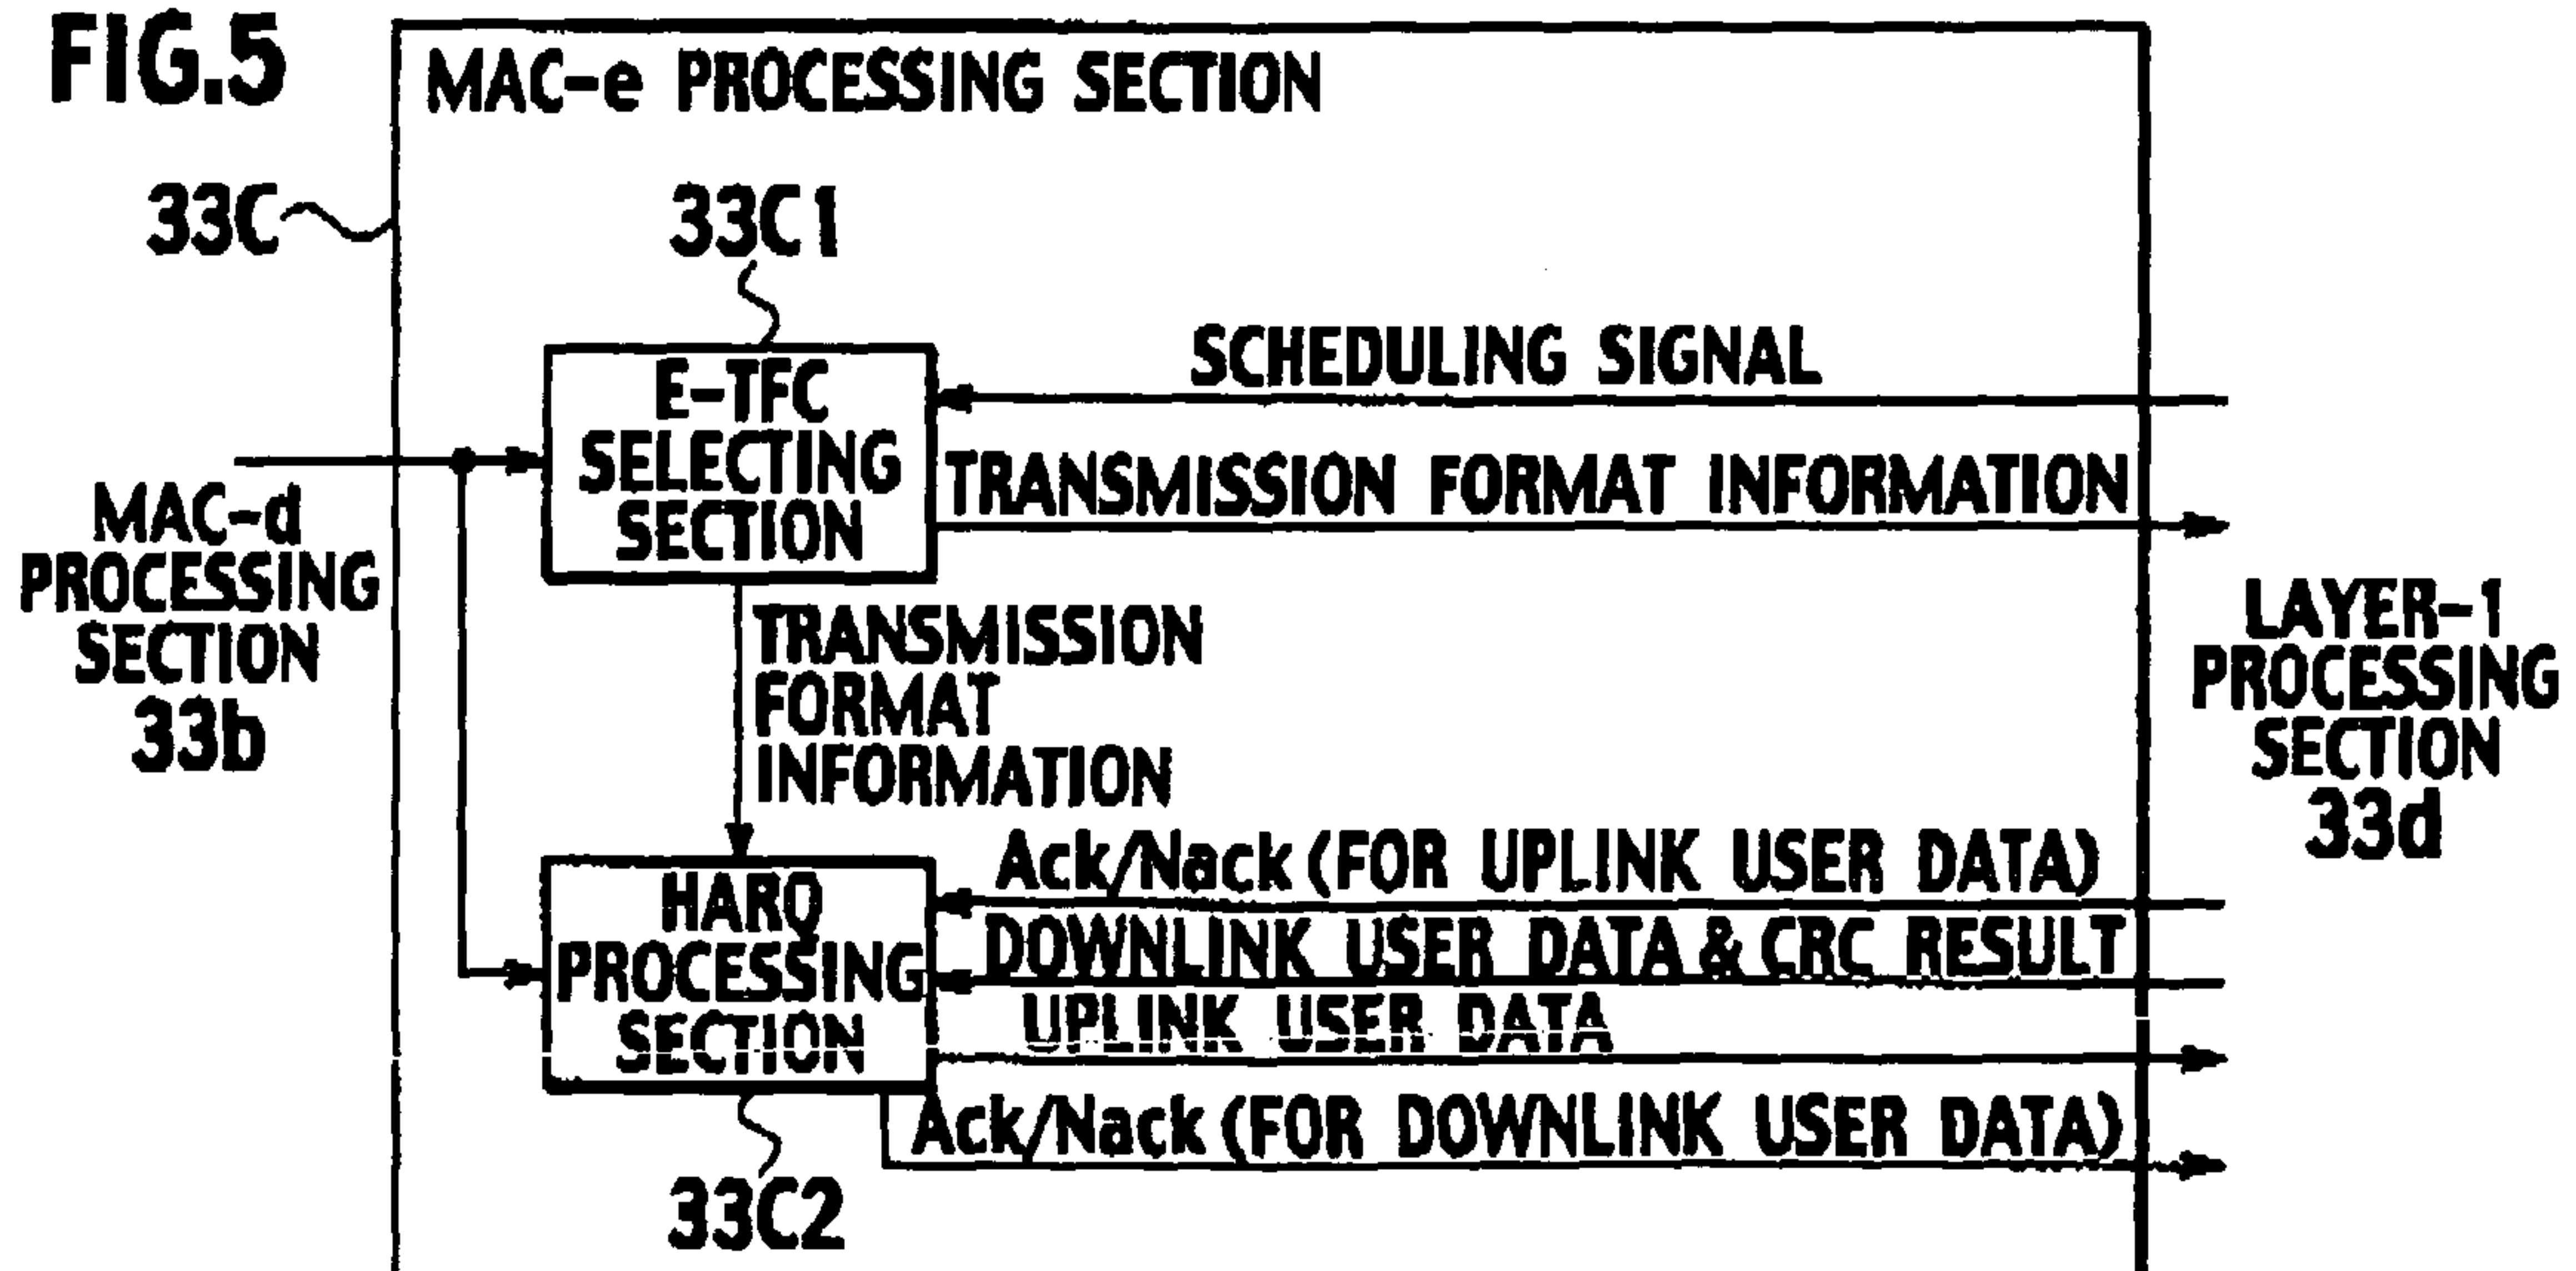 FIG.5
MAC-e PROCESSING SECTION
33C
33C1
SCHEDULING SIGNAL
E-TFC
SELECTING
SECTION
TRANSMISSION FORMAT INFORMATION
MAC-d
PROCESSING
SECTION
33b
TRANSMISSION
FORMAT
INFORMATION
LAYER-1
PROCESSING
SECTION
33d
Ack/Nack (FOR UPLINK USER DATA)
HARQ
PROCESSING
SECTION
DOWNLINK USER DATA & CRC RESULT
UPLINK USER DATA
Ack/Nack (FOR DOWNLINK USER DATA)
33C2